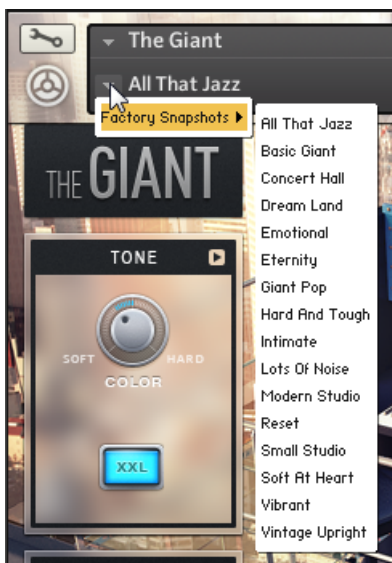 The Giant
All That Jazz
Factory Snapshots
All That Jazz
Basic Giant
Concert Hall
Dream Land
Emotional
Eternity
Giant Pop
Hard And Tough
Intimate
Lots Of Noise
Modern Studio
Reset
Small Studio
Soft At Heart
Vibrant
Vintage Upright
THE GIANT
TONE
SOFT HARD
COLOR
XXL